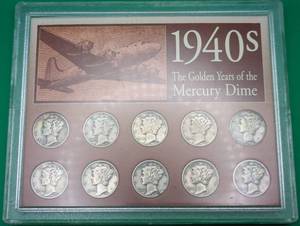 1940s
The Golden Years of the
Mercury Dime